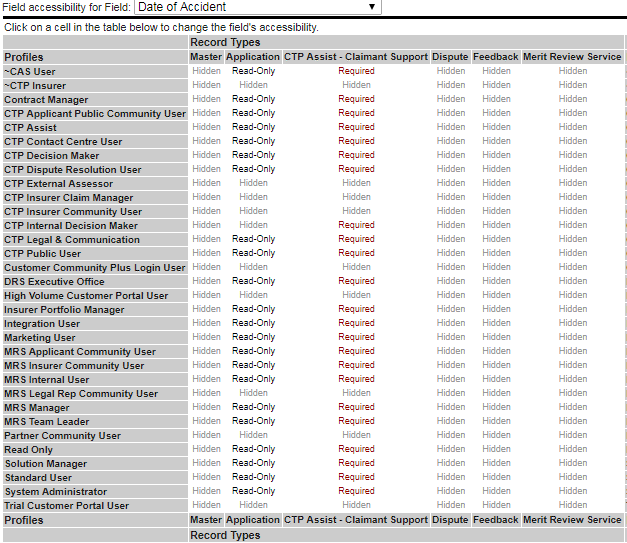 Field accessibility for Field: Date of Accident
Click on a cell in the table below to change the field's accessibility.
Record Types
Profiles Master Application CTP Assist - Claimant Support Dispute Feedback Merit Review Service
~CAS User Hidden Read-Only Required Hidden Hidden Hidden
~CTP Insurer Hidden Hidden Hidden Hidden Hidden Hidden
Contract Manager Hidden Read-Only Required Hidden Hidden Hidden
CTP Applicant Public Community User Hidden Read-Only Required Hidden Hidden Hidden
CTP Assist Hidden Read-Only Required Hidden Hidden Hidden
CTP Contact Centre User Hidden Read-Only Required Hidden Hidden Hidden
CTP Decision Maker Hidden Read-Only Required Hidden Hidden Hidden
CTP Dispute Resolution User Hidden Read-Only Required Hidden Hidden Hidden
CTP External Assessor Hidden Hidden Hidden Hidden Hidden Hidden
CTP Insurer Claim Manager Hidden Hidden Hidden Hidden Hidden Hidden
CTP Insurer Community User Hidden Hidden Hidden Hidden Hidden Hidden
CTP Internal Decision Maker Hidden Hidden Required Hidden Hidden Hidden
CTP Legal & Communication Hidden Read-Only Required Hidden Hidden Hidden
CTP Public User Hidden Read-Only Required Hidden Hidden Hidden
Customer Community Plus Login User Hidden Hidden Hidden Hidden Hidden Hidden
DRS Executive Office Hidden Read-Only Required Hidden Hidden Hidden
High Volume Customer Portal User Hidden Hidden Hidden Hidden Hidden Hidden
Insurer Portfolio Manager Hidden Read-Only Required Hidden Hidden Hidden
Integration User Hidden Read-Only Required Hidden Hidden Hidden
Marketing User Hidden Read-Only Required Hidden Hidden Hidden
MRS Applicant Community User Hidden Read-Only Required Hidden Hidden Hidden
MRS Insurer Community User Hidden Read-Only Required Hidden Hidden Hidden
MRS Internal User Hidden Read-Only Required Hidden Hidden Hidden
MRS Legal Rep Community User Hidden Hidden Hidden Hidden Hidden Hidden
MRS Manager Hidden Read-Only Required Hidden Hidden Hidden
MRS Team Leader Hidden Read-Only Required Hidden Hidden Hidden
Partner Community User Hidden Hidden Hidden Hidden Hidden Hidden
Read Only Hidden Read-Only Required Hidden Hidden Hidden
Solution Manager Hidden Read-Only Required Hidden Hidden Hidden
Standard User Hidden Read-Only Required Hidden Hidden Hidden
System Administrator Hidden Read-Only Required Hidden Hidden Hidden
Trial Customer Portal User Hidden Hidden Hidden Hidden Hidden Hidden
Profiles Master Application CTP Assist - Claimant Support Dispute Feedback Merit Review Service
Record Types